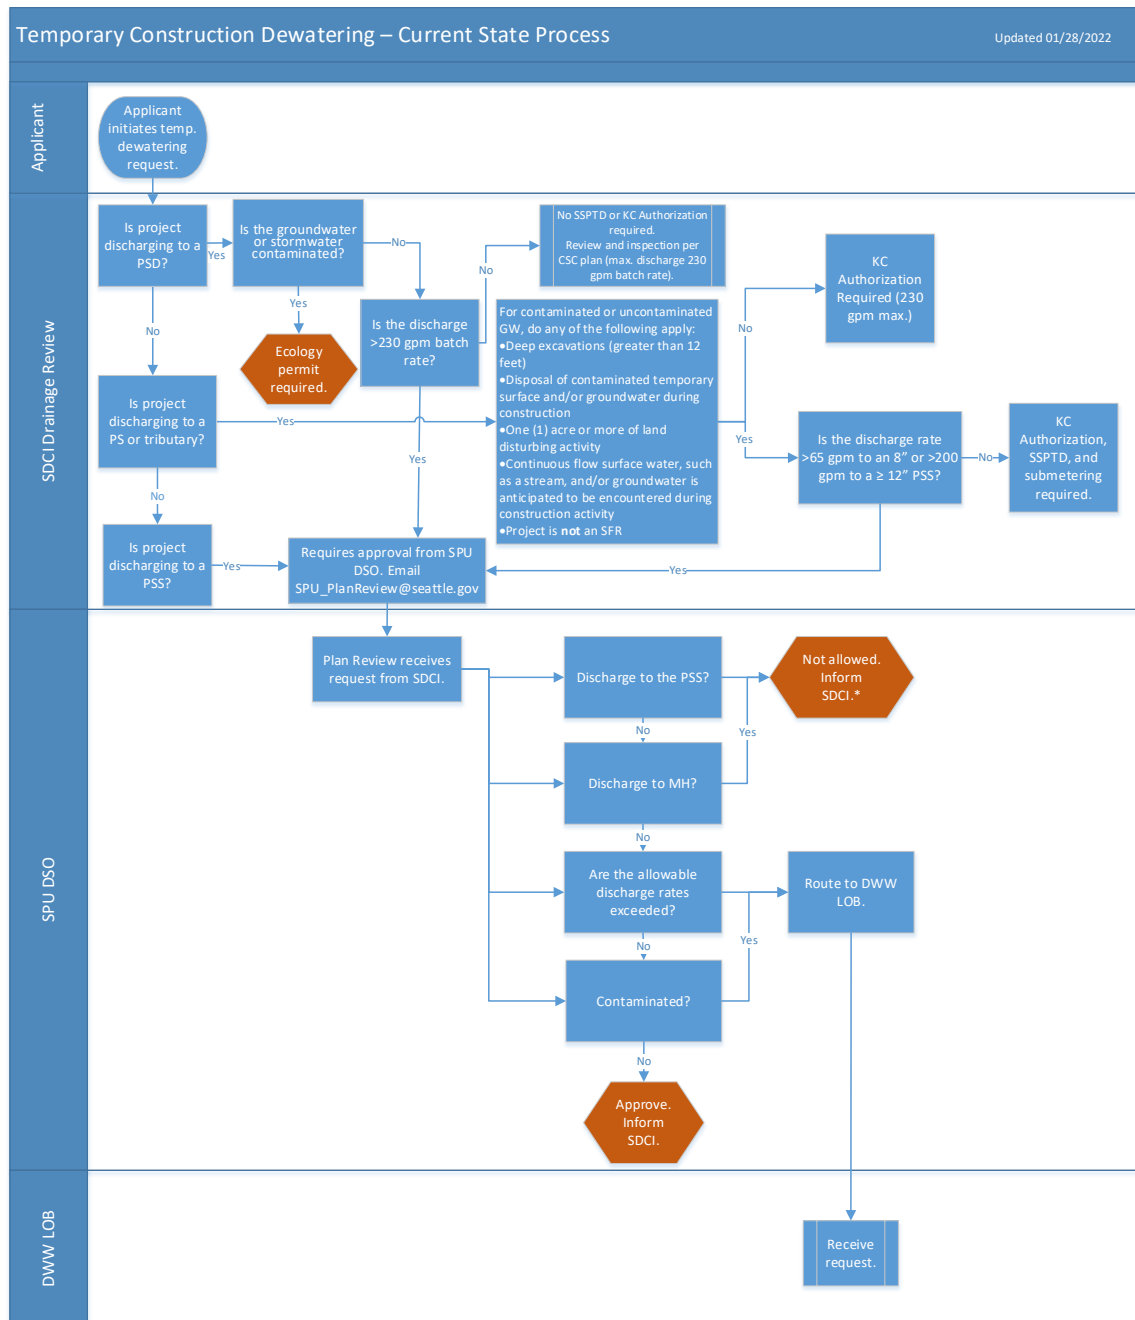 Temporary Construction Dewatering – Current State Process
Updated 01/28/2022
Applicant
Applicant
initiates temp.
dewatering
request.
SDCI Drainage Review
Is project
discharging to a
PSD?
Yes
Is the groundwater
or stormwater
contaminated?
No
Yes
Ecology
permit
required.
Is the discharge
>230 gpm batch
rate?
No
No SSPTD or KC Authorization
required.
Review and inspection per
CSC plan (max. discharge 230
gpm batch rate).
Yes
No
Is project
discharging to a
PS or tributary?
Yes
For contaminated or uncontaminated
GW, do any of the following apply:
•Deep excavations (greater than 12
feet)
•Disposal of contaminated temporary
surface and/or groundwater during
construction
•One (1) acre or more of land
disturbing activity
•Continuous flow surface water, such
as a stream, and/or groundwater is
anticipated to be encountered during
construction activity
•Project is not an SFR
No
KC
Authorization
Required (230
gpm max.)
Yes
Is the discharge rate
>65 gpm to an 8” or >200
gpm to a ≥ 12” PSS?
No
KC
Authorization,
SSPTD, and
submetering
required.
Yes
No
Is project
discharging to a
PSS?
Yes
Requires approval from SPU
DSO. Email
SPU_PlanReview@seattle.gov
SPU DSO
Plan Review receives
request from SDCI.
Discharge to the PSS?
Not allowed.
Inform
SDCI.*
No
Yes
Discharge to MH?
No
Are the allowable
discharge rates
exceeded?
Route to DWW
LOB.
No
Yes
Contaminated?
No
Approve.
Inform
SDCI.
DWW LOB
Receive
request.